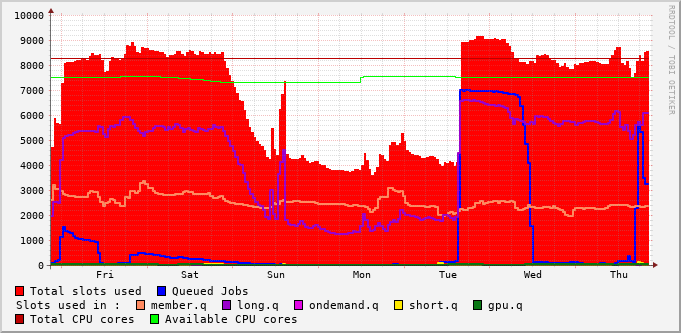 10000
9000
8000
7000
6000
5000
4000
3000
2000
1000
0
Fri Sat Sun Mon Tue Wed Thu
Total slots used Queued Jobs
Slots used in : member.q long.q ondemand.q short.q gpu.q
Total CPU cores Available CPU cores
RRDTOOL / TOBI OETIKER